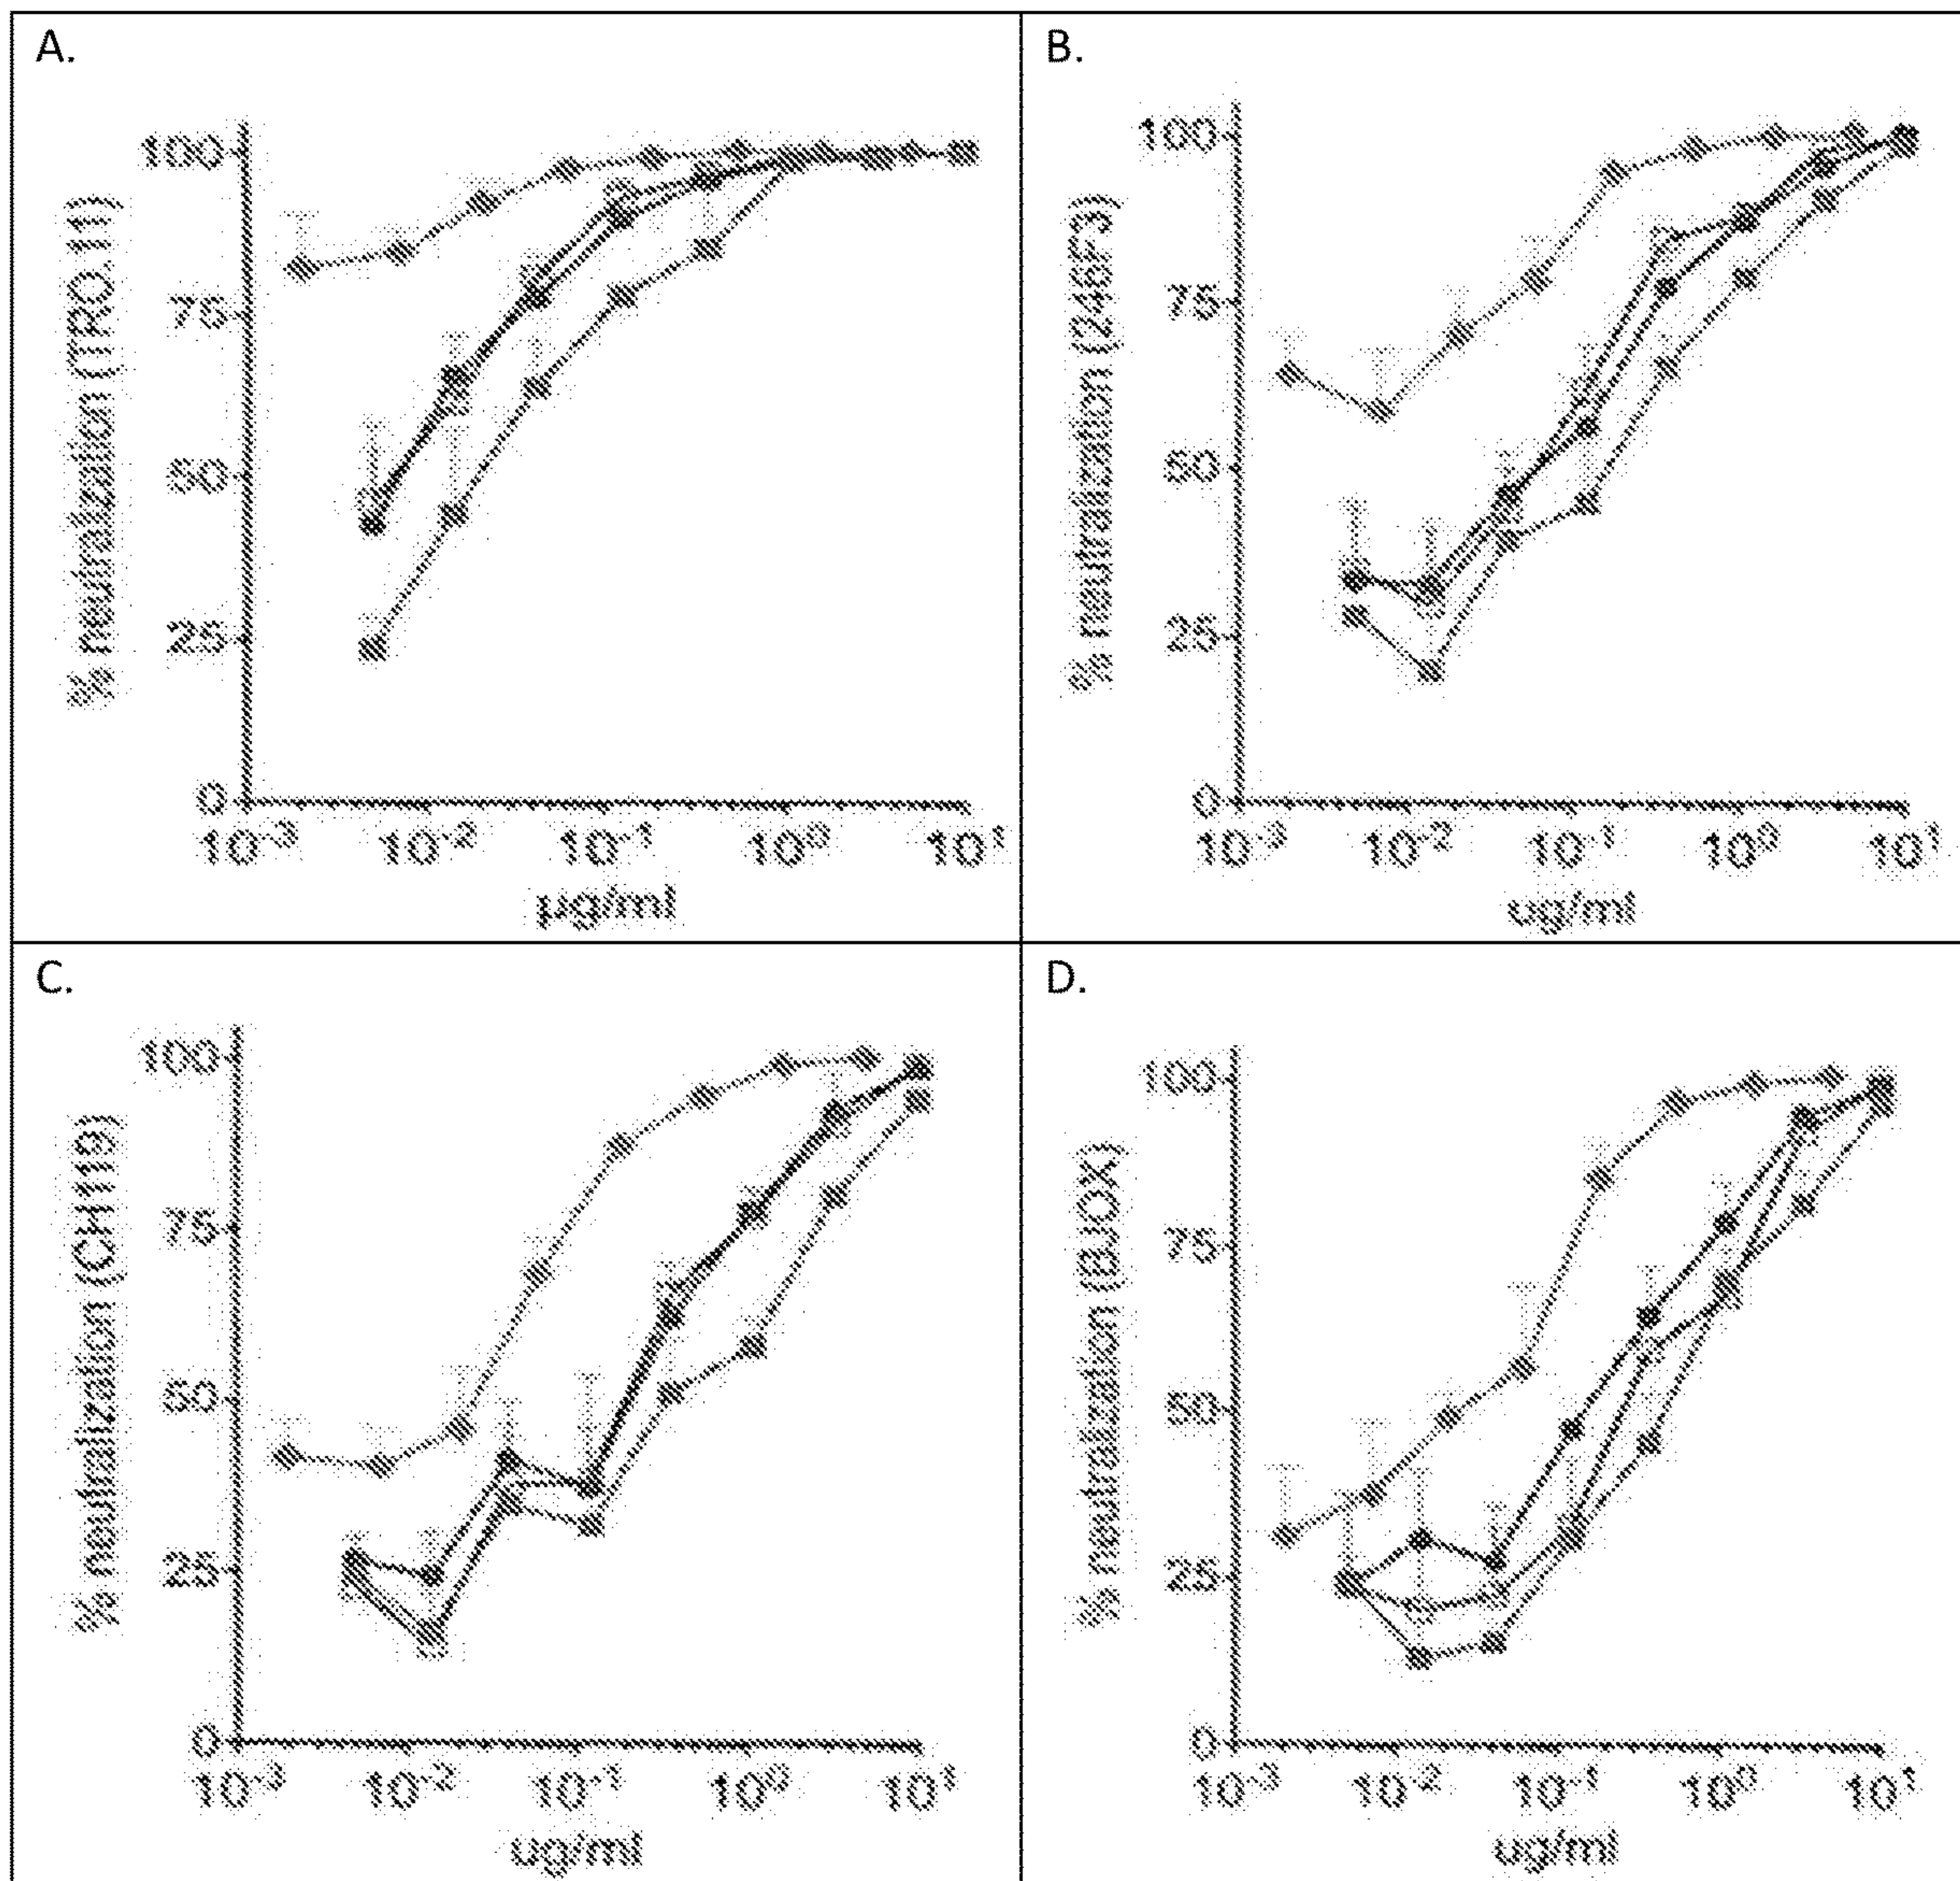 A.
% neutralization (TRO.11)
100
75
50
25
0
10⁻³ 10⁻² 10⁻¹ 10⁰ 10¹
µg/ml
B.
% neutralization (246F3)
100
75
50
25
0
10⁻³ 10⁻² 10⁻¹ 10⁰ 10¹
ug/ml
C.
% neutralization (CH119)
100
75
50
25
0
10⁻³ 10⁻² 10⁻¹ 10⁰ 10¹
ug/ml
D.
% neutralization (BJOX)
100
75
50
25
0
10⁻³ 10⁻² 10⁻¹ 10⁰ 10¹
ug/ml